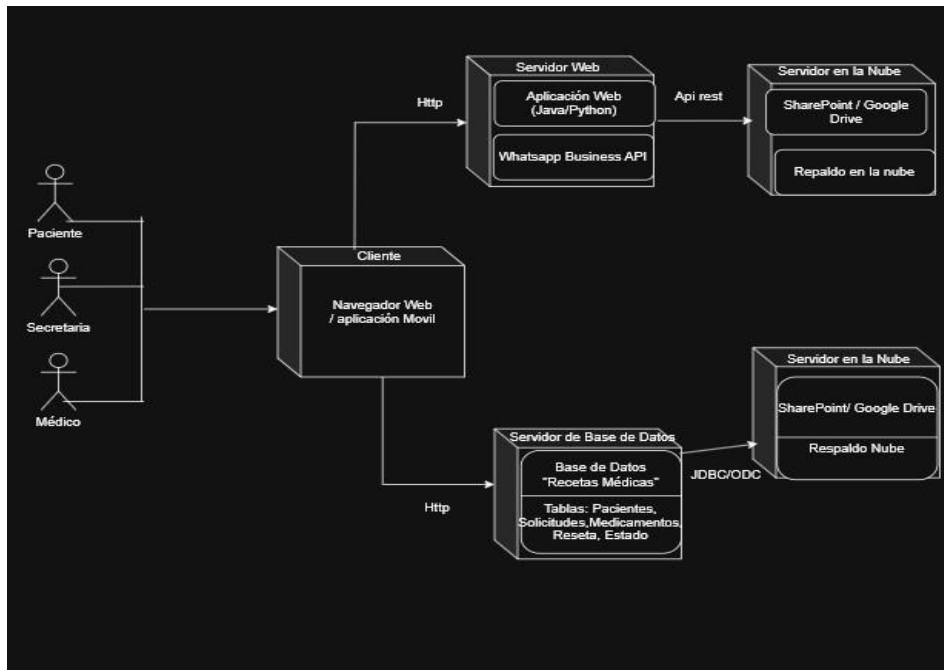 Servidor Web
Aplicación Web
(Java/Python)
Whatsapp Business API
Http
Api rest
Servidor en la Nube
SharePoint / Google
Drive
Repaldo en la nube
Paciente
Secretaria
Médico
Cliente
Navegador Web
/ aplicación Movil
Http
Servidor de Base de Datos
Base de Datos
"Recetas Médicas"
Tablas: Pacientes,
Solicitudes,Medicamentos,
Reseta, Estado
JDBC/ODC
Servidor en la Nube
SharePoint/ Google Drive
Respaldo Nube